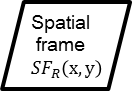 Spatial
frame
SF_R(x,y)